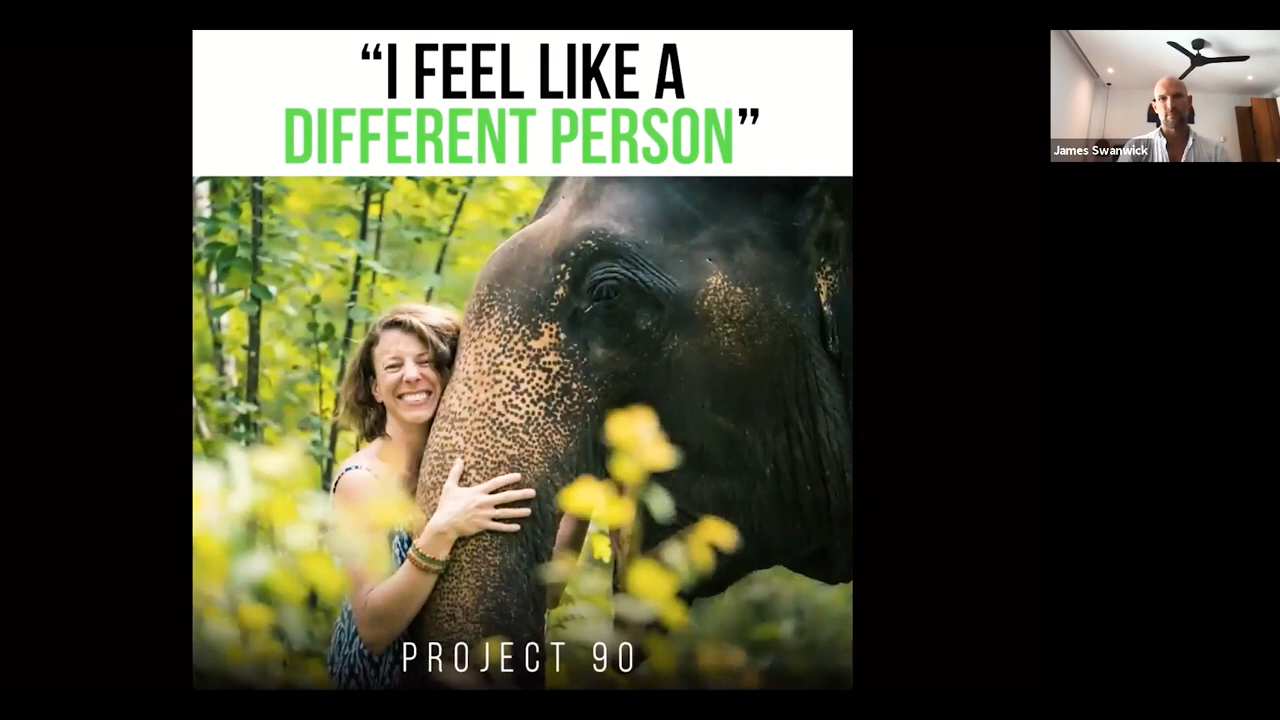 “I FEEL LIKE A
DIFFERENT PERSON”
James Swanwick
PROJECT 90